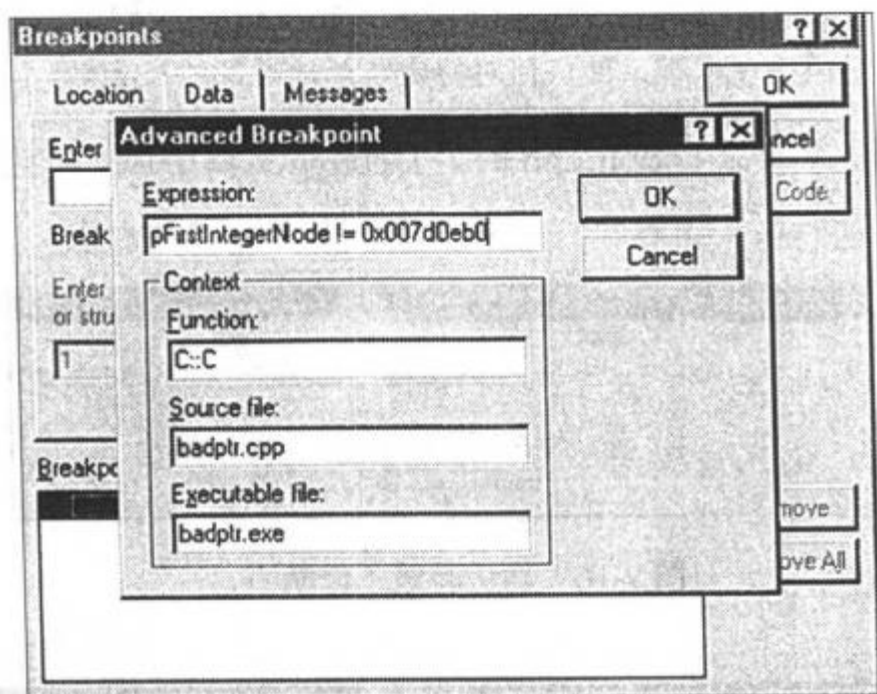 Breakpoints
Location Data Messages
OK
Enter
Advanced Breakpoint
ncel
Expression:
OK
Code
pFirstIntegerNode != 0x007d0eb0
Break
Cancel
Enter
Context
or stru
Function:
1
C::C
Source file:
badptr.cpp
Breakpo
Executable file:
move
badptr.exe
ove All